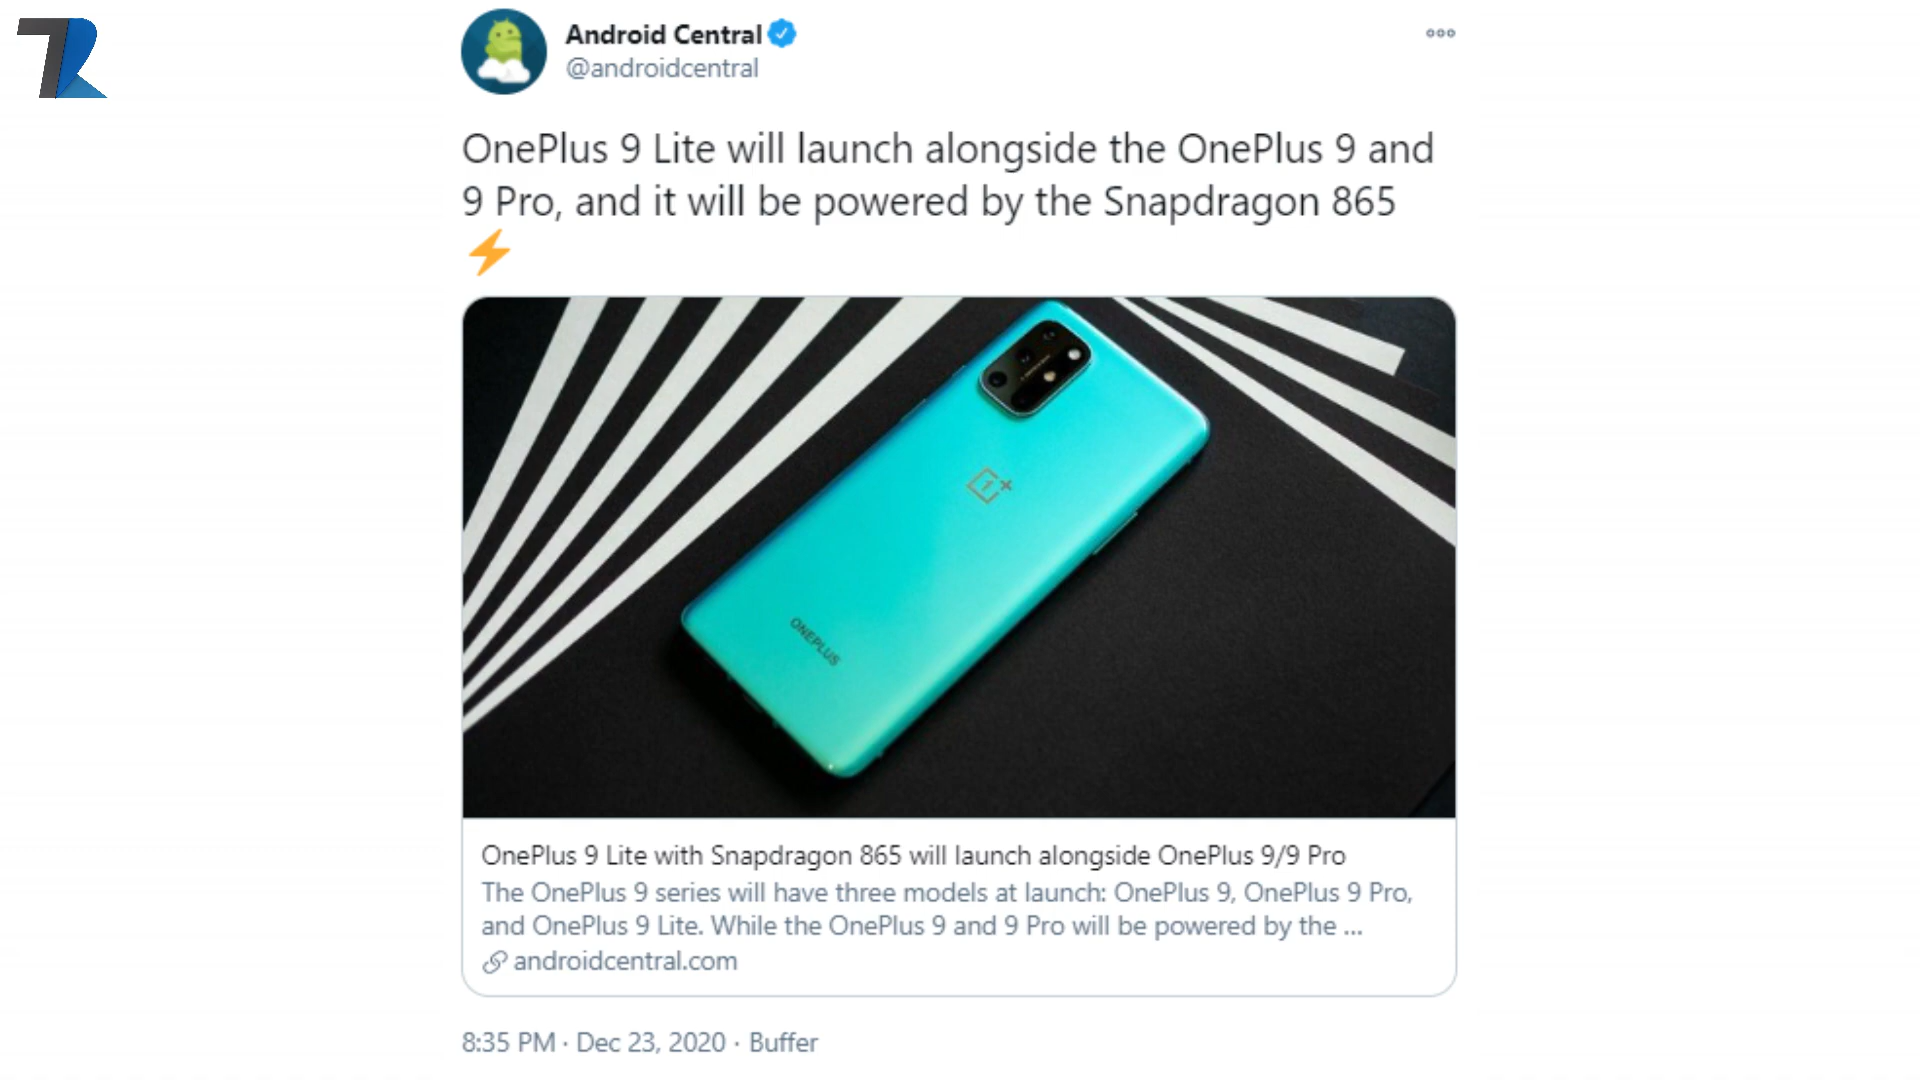 Android Central
@androidcentral
OnePlus 9 Lite will launch alongside the OnePlus 9 and
9 Pro, and it will be powered by the Snapdragon 865
⚡
ONEPLUS
OnePlus 9 Lite with Snapdragon 865 will launch alongside OnePlus 9/9 Pro
The OnePlus 9 series will have three models at launch: OnePlus 9, OnePlus 9 Pro,
and OnePlus 9 Lite. While the OnePlus 9 and 9 Pro will be powered by the ...
androidcentral.com
8:35 PM · Dec 23, 2020 · Buffer